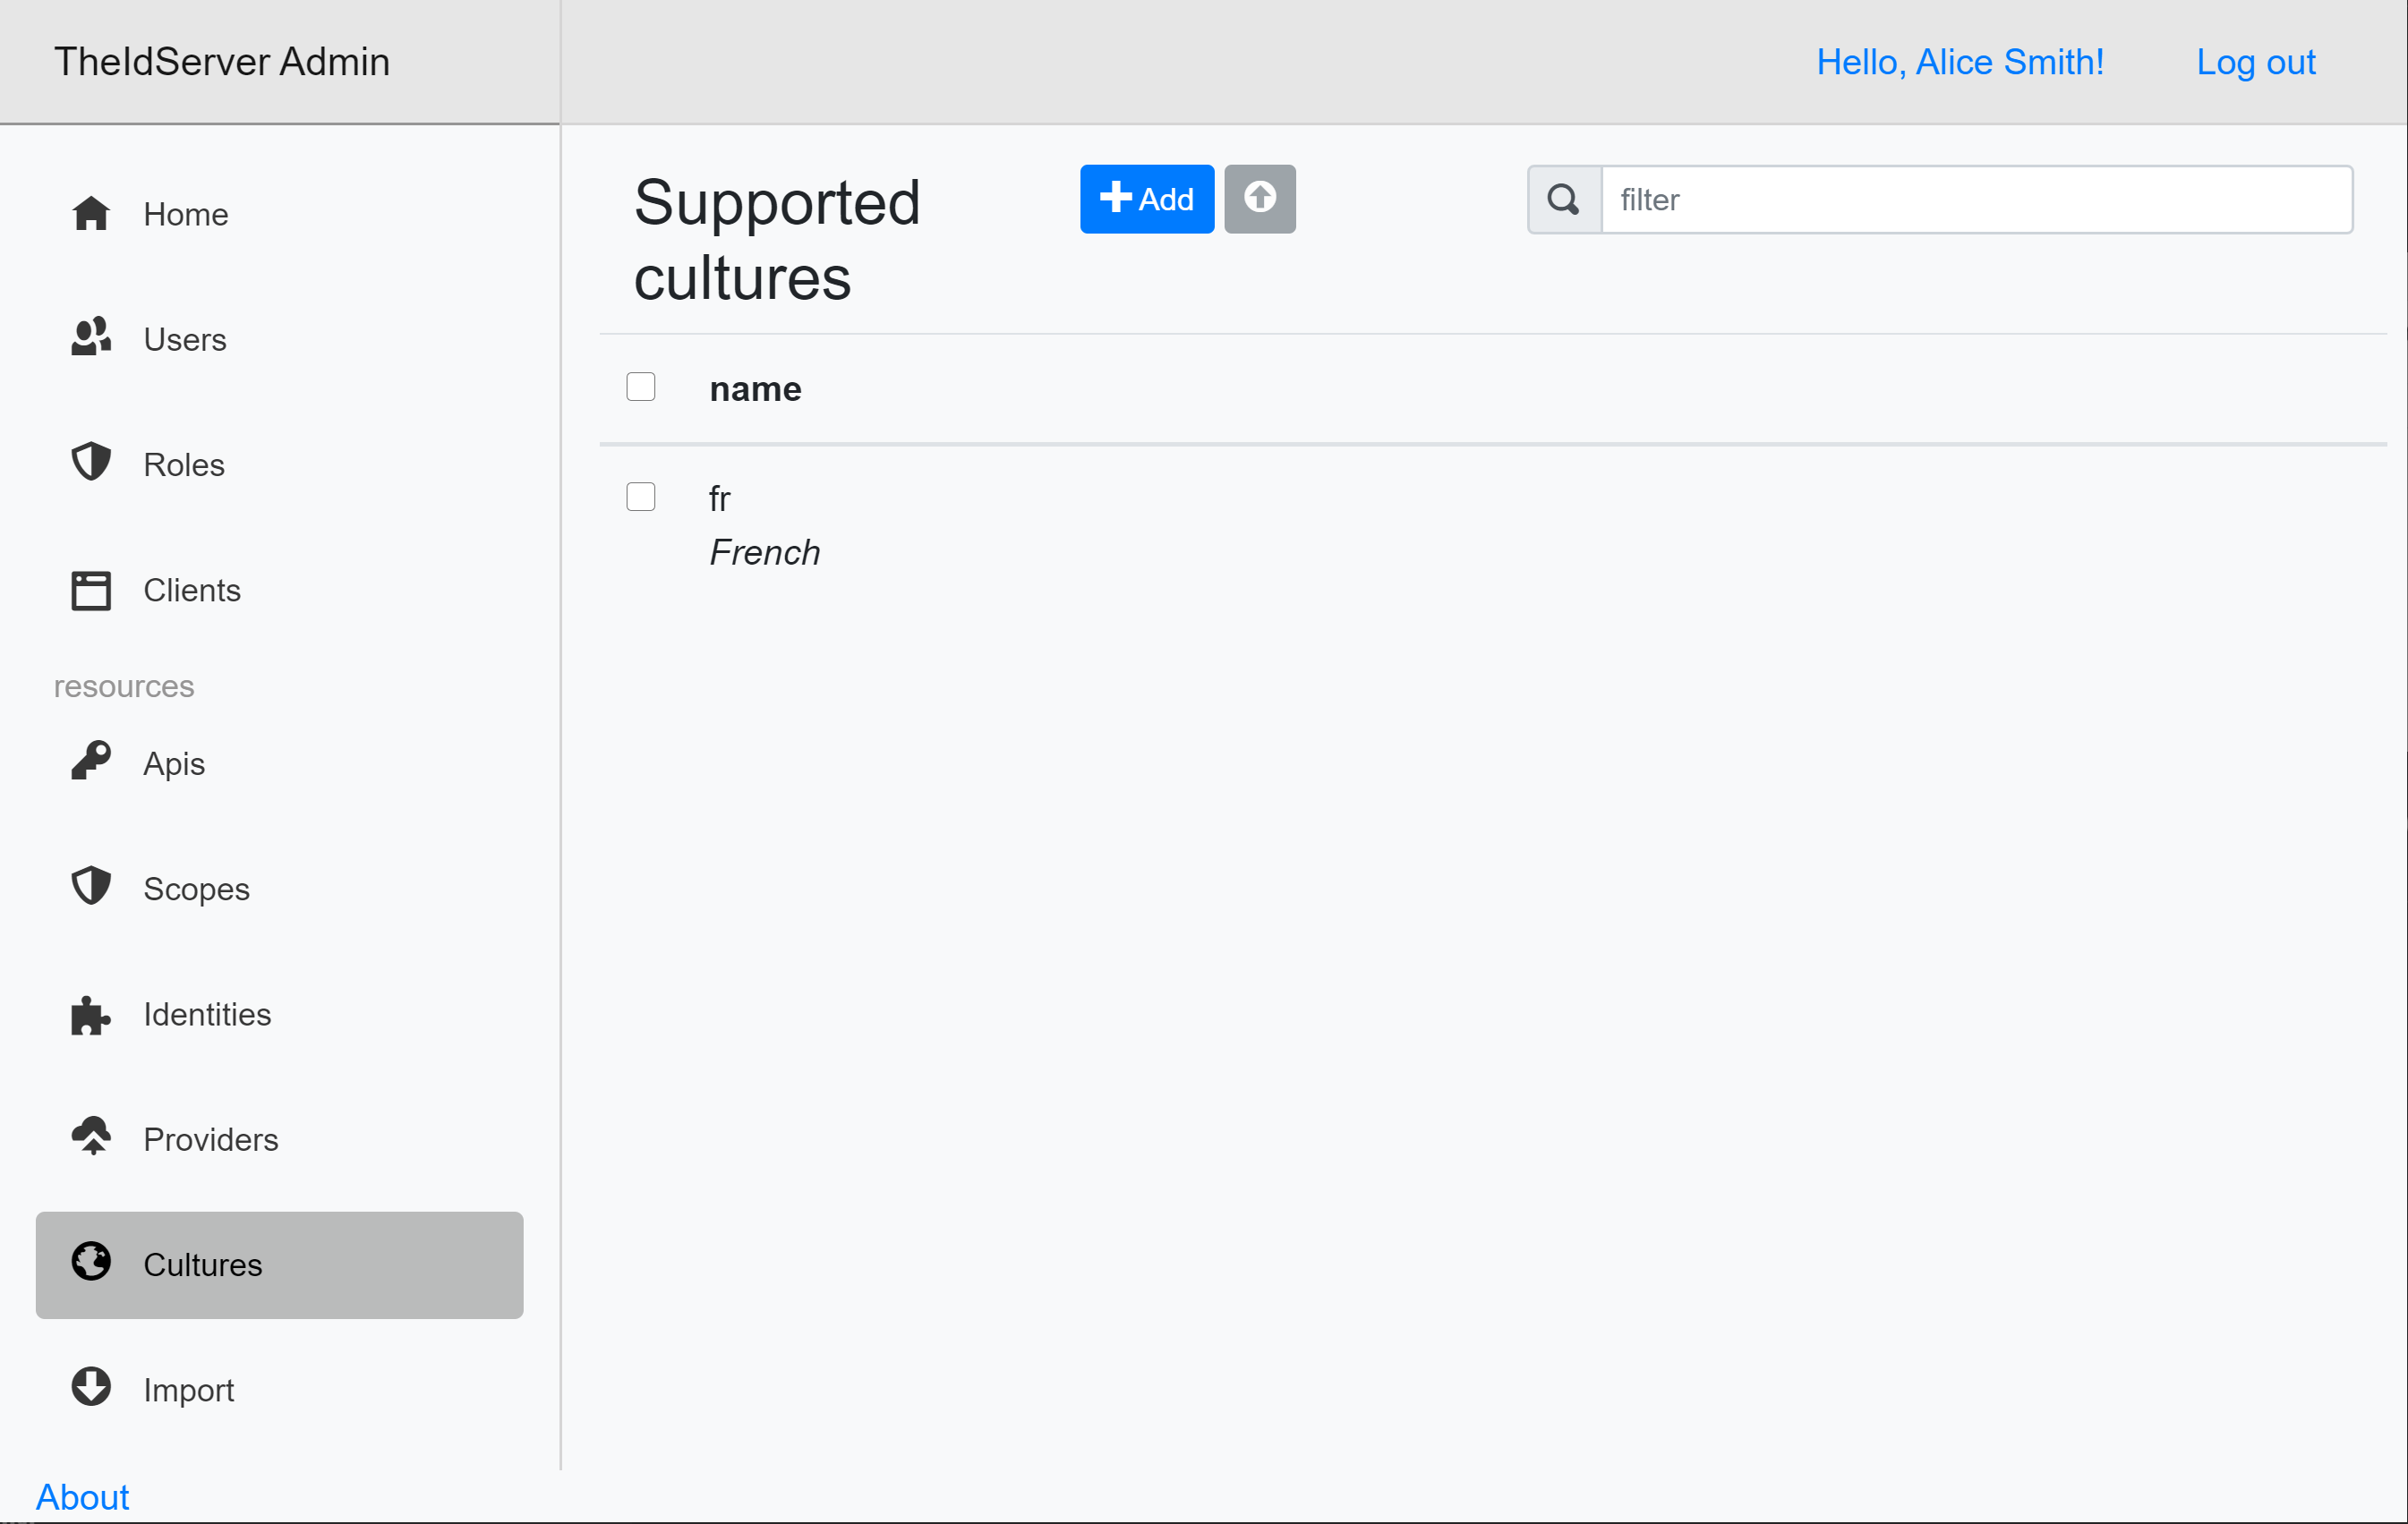 TheIdServer Admin
Hello, Alice Smith!
Log out
Home
Users
Roles
Clients
resources
Apis
Scopes
Identities
Providers
Cultures
Import
About
Supported
cultures
Add
filter
name
fr
French